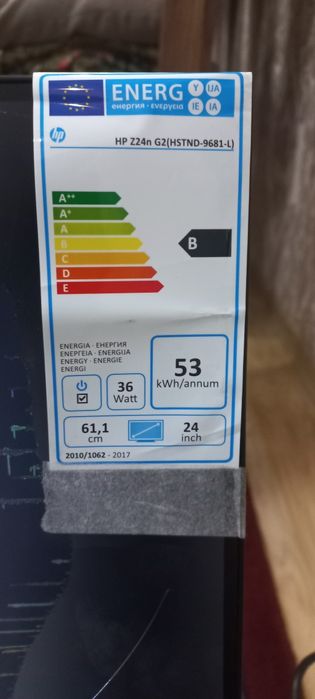 ENERG Y IJA
енергия · ενεργεια IE IA
hp HP Z24n G2(HSTND-9681-L)
A++
A+
A
B
B
C
D
E
ENERGIA · ЕНЕРГИЯ
ΕΝΕΡΓΕΙΑ · ENERGIJA
ENERGY · ENERGIE
ENERGI
36
Watt
53
kWh/annum
61,1
cm
24
inch
2010/1062 - 2017